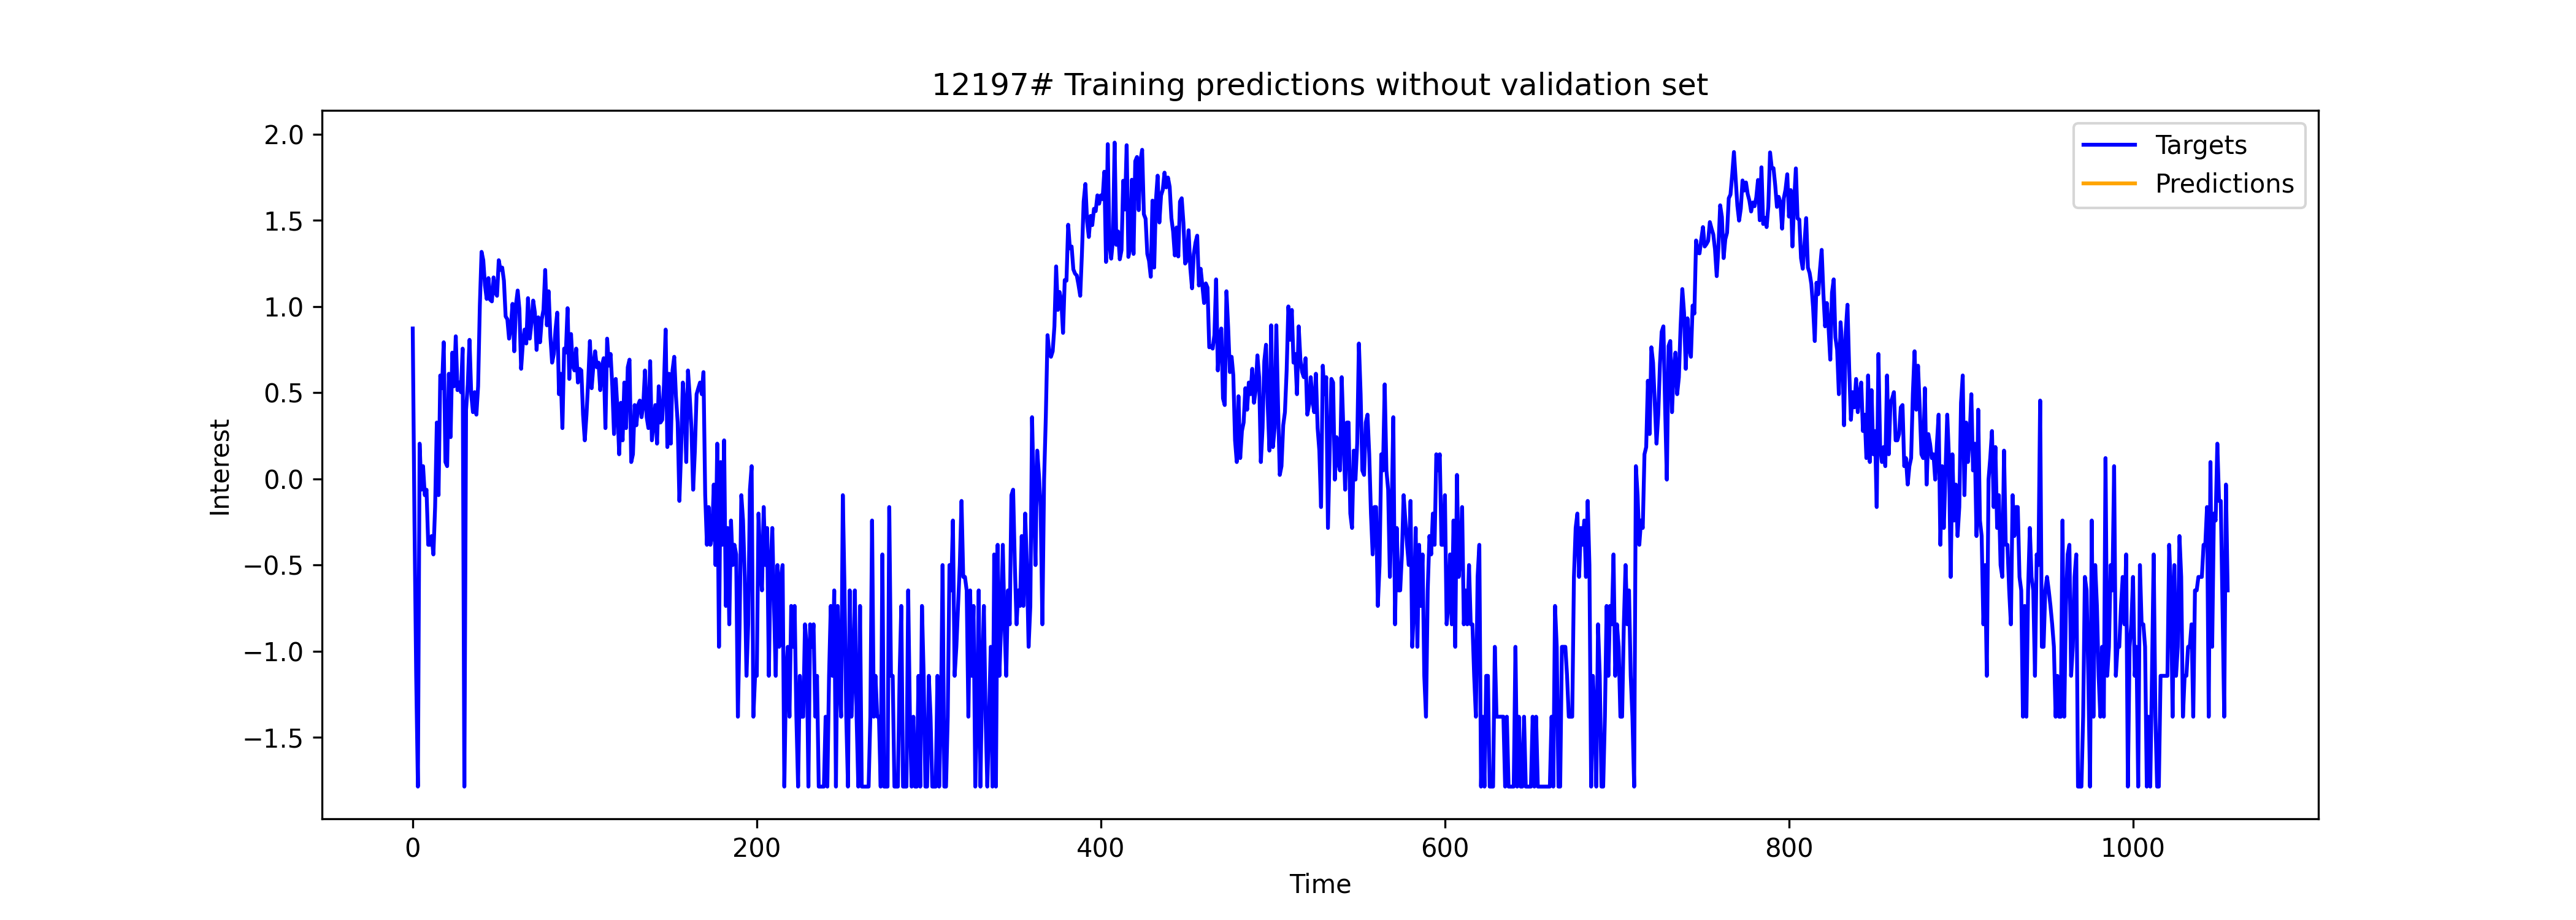 12197# Training predictions without validation set
Targets
Predictions
2.0
1.5
1.0
0.5
0.0
−0.5
−1.0
−1.5
Interest
0 200 400 600 800 1000
Time